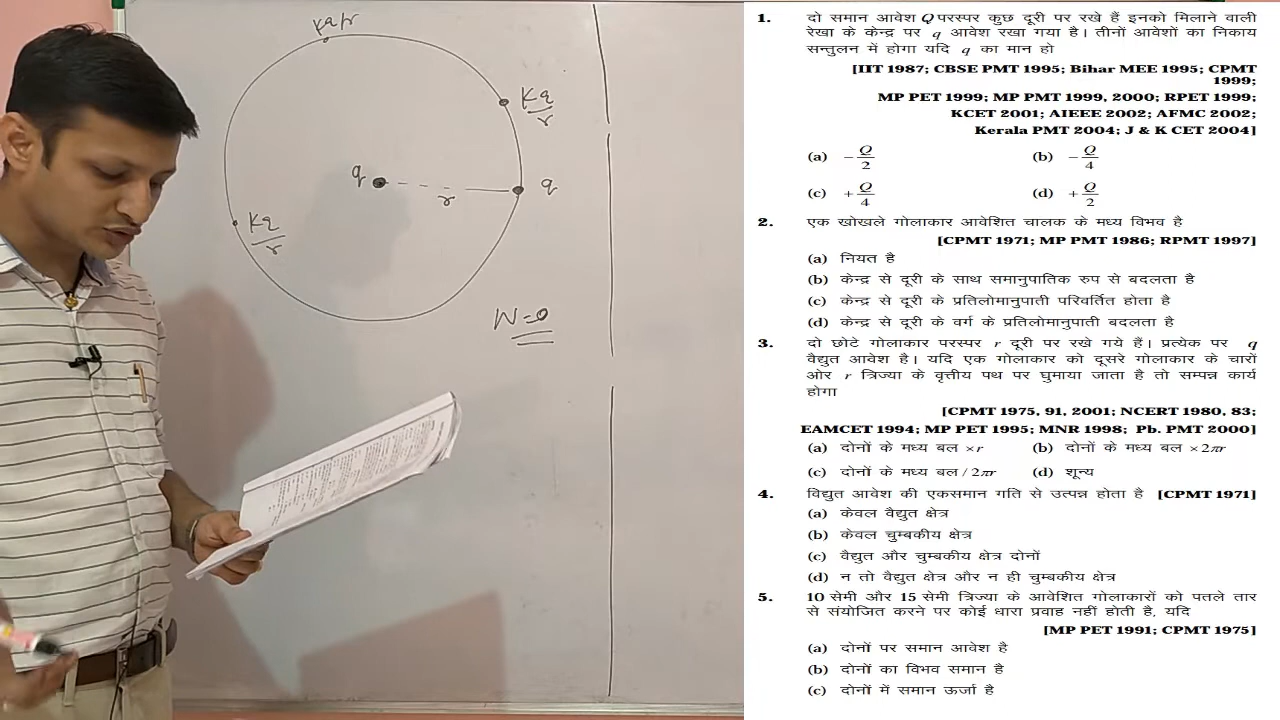 Kq/r
Kq/r
q
r
q
Kq/r
W=0
1. दो समान आवेश Q परस्पर कुछ दूरी पर रखे हैं इनको मिलाने वाली
रेखा के केन्द्र पर q आवेश रखा गया है। तीनों आवेशों का निकाय
सन्तुलन में होगा यदि q का मान हो
[IIT 1987; CBSE PMT 1995; Bihar MEE 1995; CPMT
1999;
MP PET 1999; MP PMT 1999, 2000; RPET 1999;
KCET 2001; AIEEE 2002; AFMC 2002;
Kerala PMT 2004; J & K CET 2004]
(a) −Q/2 (b) −Q/4
(c) +Q/4 (d) +Q/2
2. एक खोखले गोलाकार आवेशित चालक के मध्य विभव है
[CPMT 1971; MP PMT 1986; RPMT 1997]
(a) नियत है
(b) केन्द्र से दूरी के साथ समानुपातिक रुप से बदलता है
(c) केन्द्र से दूरी के प्रतिलोमानुपाती परिवर्तित होता है
(d) केन्द्र से दूरी के वर्ग के प्रतिलोमानुपाती बदलता है
3. दो छोटे गोलाकार परस्पर r दूरी पर रखे गये हैं। प्रत्येक पर q
वैद्युत आवेश है। यदि एक गोलाकार को दूसरे गोलाकार के चारों
ओर r त्रिज्या के वृत्तीय पथ पर घुमाया जाता है तो सम्पन्न कार्य
होगा
[CPMT 1975, 91, 2001; NCERT 1980, 83;
EAMCET 1994; MP PET 1995; MNR 1998; Pb. PMT 2000]
(a) दोनों के मध्य बल ×r (b) दोनों के मध्य बल ×2πr
(c) दोनों के मध्य बल / 2πr (d) शून्य
4. विद्युत आवेश की एकसमान गति से उत्पन्न होता है [CPMT 1971]
(a) केवल वैद्युत क्षेत्र
(b) केवल चुम्बकीय क्षेत्र
(c) वैद्युत और चुम्बकीय क्षेत्र दोनों
(d) न तो वैद्युत क्षेत्र और न ही चुम्बकीय क्षेत्र
5. 10 सेमी और 15 सेमी त्रिज्या के आवेशित गोलाकारों को पतले तार
से संयोजित करने पर कोई धारा प्रवाह नहीं होती है, यदि
[MP PET 1991; CPMT 1975]
(a) दोनों पर समान आवेश है
(b) दोनों का विभव समान है
(c) दोनों में समान ऊर्जा है